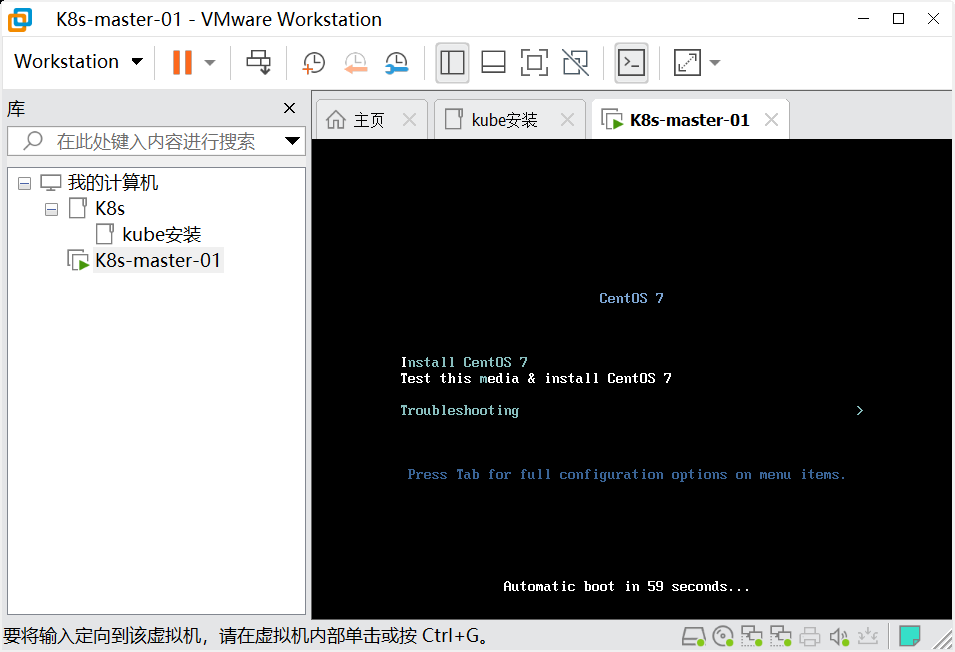 K8s-master-01 - VMware Workstation
Workstation
库
主页
kube安装
K8s-master-01
在此处键入内容进行搜索
我的计算机
K8s
kube安装
K8s-master-01
CentOS 7
Install CentOS 7
Test this media & install CentOS 7
Troubleshooting >
Press Tab for full configuration options on menu items.
Automatic boot in 59 seconds...
要将输入定向到该虚拟机，请在虚拟机内部单击或按 Ctrl+G。